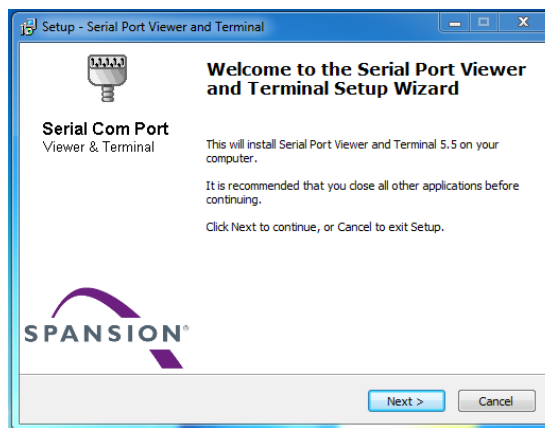 Setup - Serial Port Viewer and Terminal
Serial Com Port
Viewer & Terminal
Welcome to the Serial Port Viewer
and Terminal Setup Wizard
This will install Serial Port Viewer and Terminal 5.5 on your
computer.
It is recommended that you close all other applications before
continuing.
Click Next to continue, or Cancel to exit Setup.
SPANSION®
Next >
Cancel